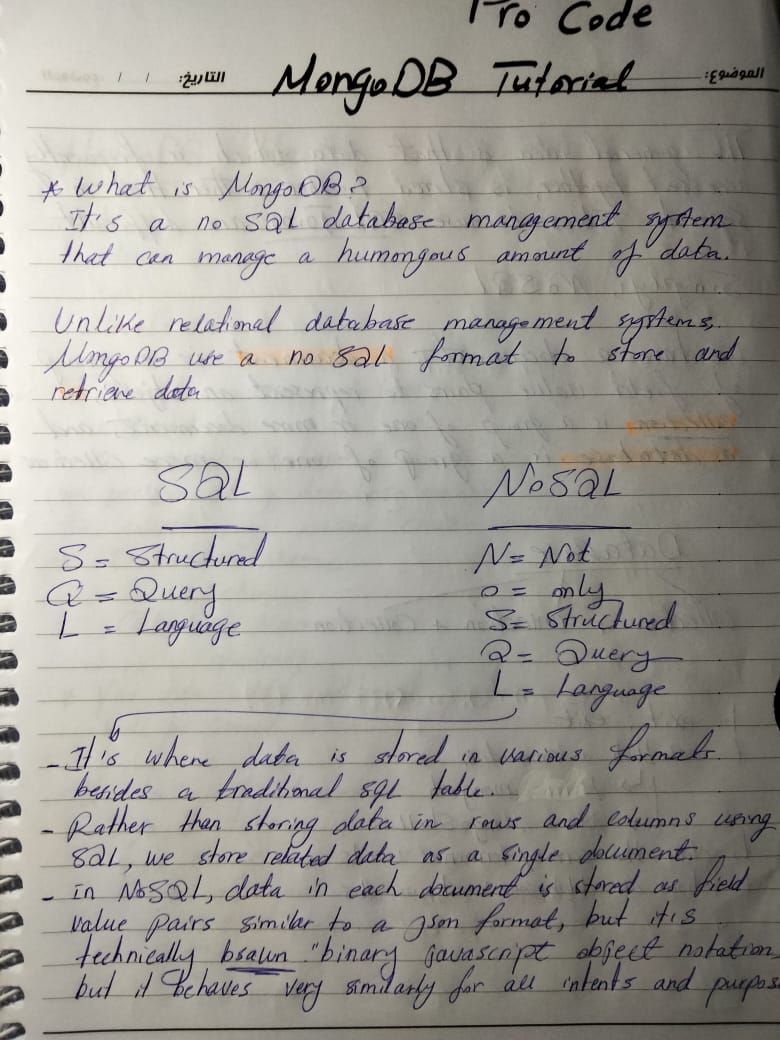 Pro Code
التاريخ: / /
MongoDB Tutorial
الموضوع:
* What is MongoDB?
It's a no SQL database management system
that can manage a humongous amount of data.
Unlike relational database management systems,
MongoDB use a no SQL format to store and
retrieve data
SQL
NoSQL
S = Structured
Q = Query
L = Language
N = Not
o = only
S = Structured
Q = Query
L = Language
- It's where data is stored in various formats
besides a traditional sql table.
- Rather than storing data in rows and columns using
SQL, we store related data as a single document.
- in NoSQL, data in each document is stored as field
value pairs similar to a json format, but it is
technically bsawn "binary javascript object notation
but it behaves very similarly for all intents and purpos